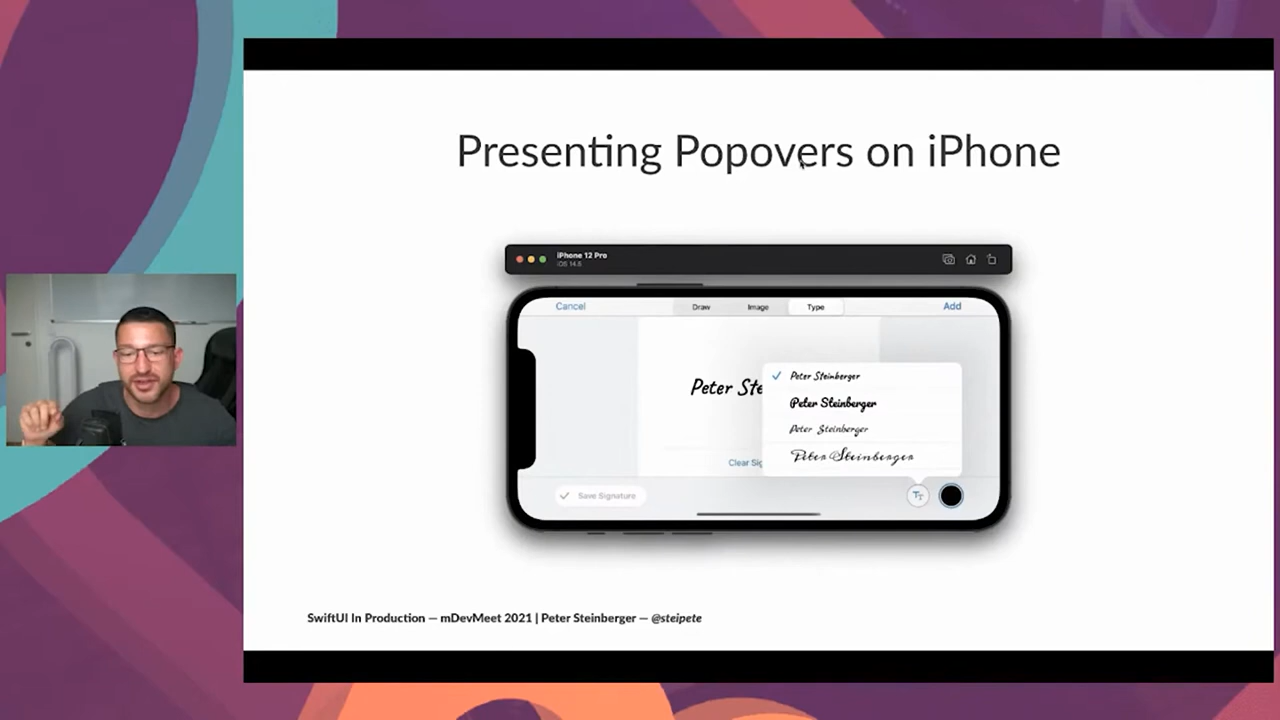 Presenting Popovers on iPhone
iPhone 12 Pro
iOS 14.5
Cancel
Draw
Image
Type
Add
Peter Ste
Peter Steinberger
Peter Steinberger
Peter Steinberger
Peter Steinberger
Clear Sig
Save Signature
TT
SwiftUI In Production — mDevMeet 2021 | Peter Steinberger — @steipete